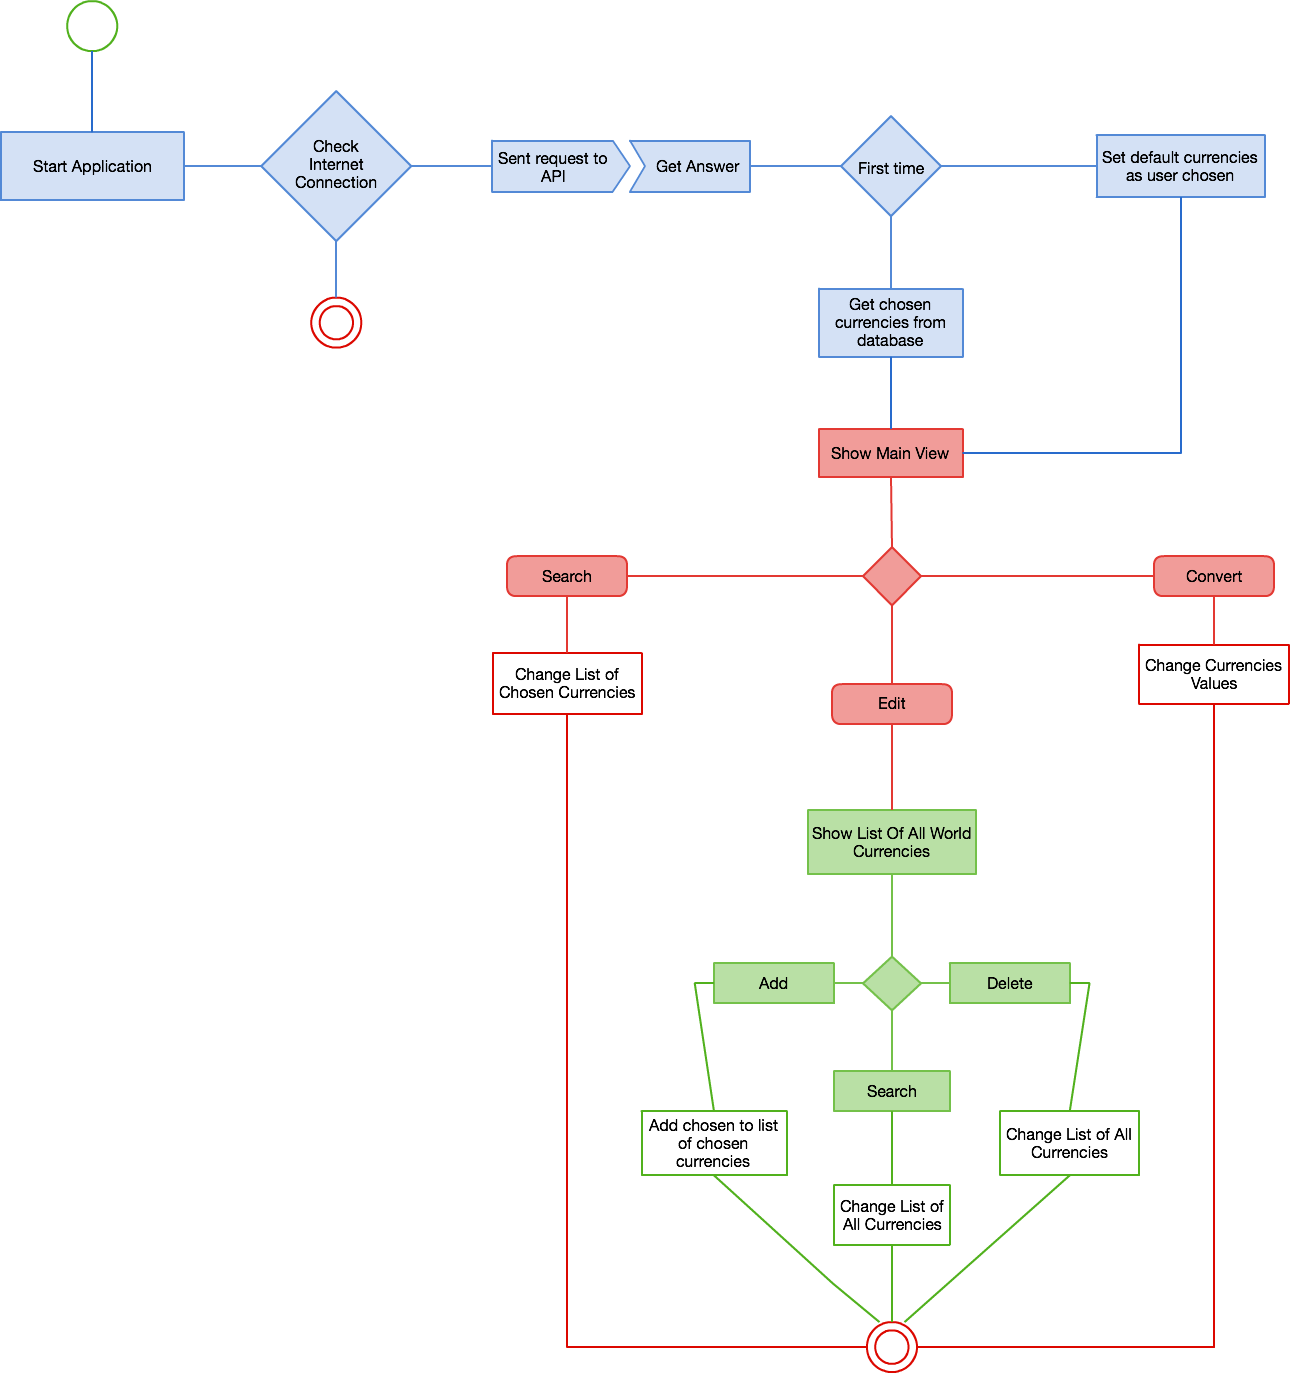 Start Application
Check
Internet
Connection
Sent request to
API
Get Answer
First time
Set default currencies
as user chosen
Get chosen
currencies from
database
Show Main View
Search
Convert
Change List of
Chosen Currencies
Edit
Change Currencies
Values
Show List Of All World
Currencies
Add
Delete
Search
Add chosen to list
of chosen
currencies
Change List of All
Currencies
Change List of
All Currencies